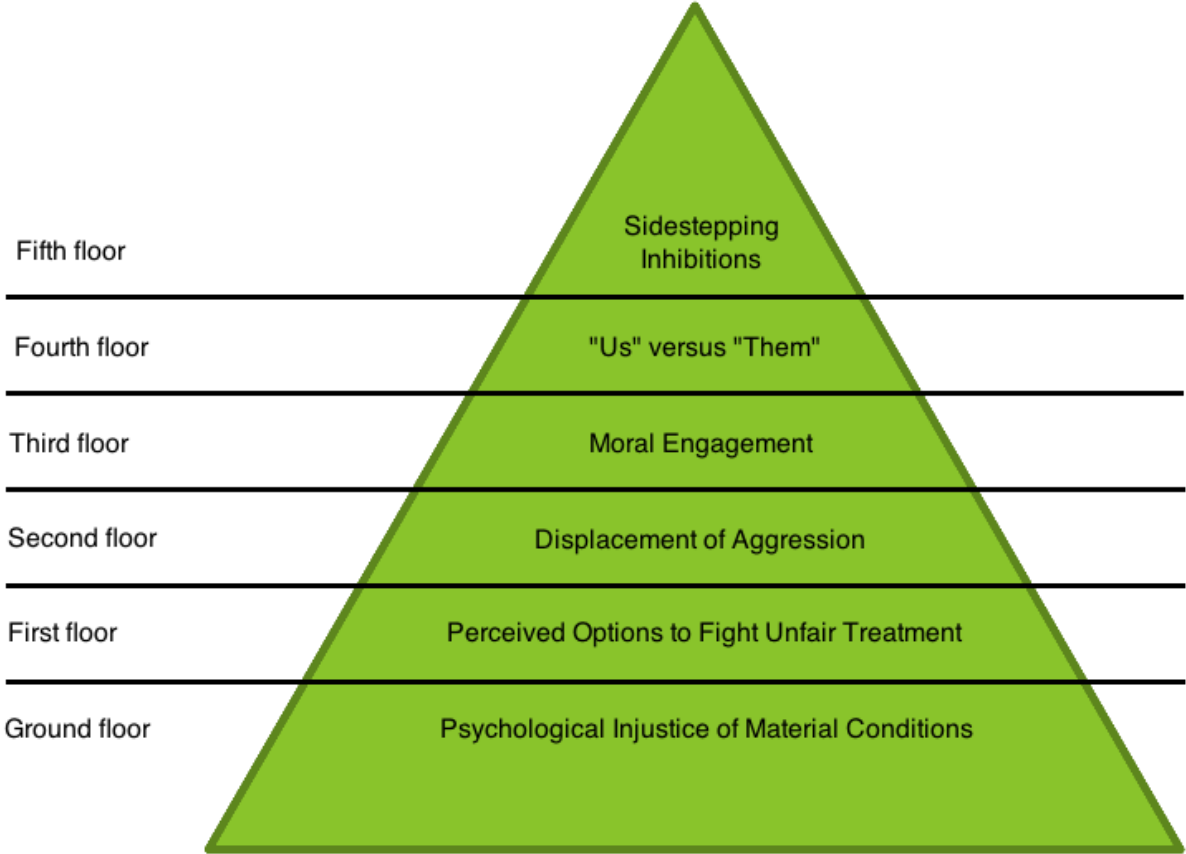 Sidestepping
Inhibitions
Fifth floor
Fourth floor
"Us" versus "Them"
Third floor
Moral Engagement
Second floor
Displacement of Aggression
First floor
Perceived Options to Fight Unfair Treatment
Ground floor
Psychological Injustice of Material Conditions